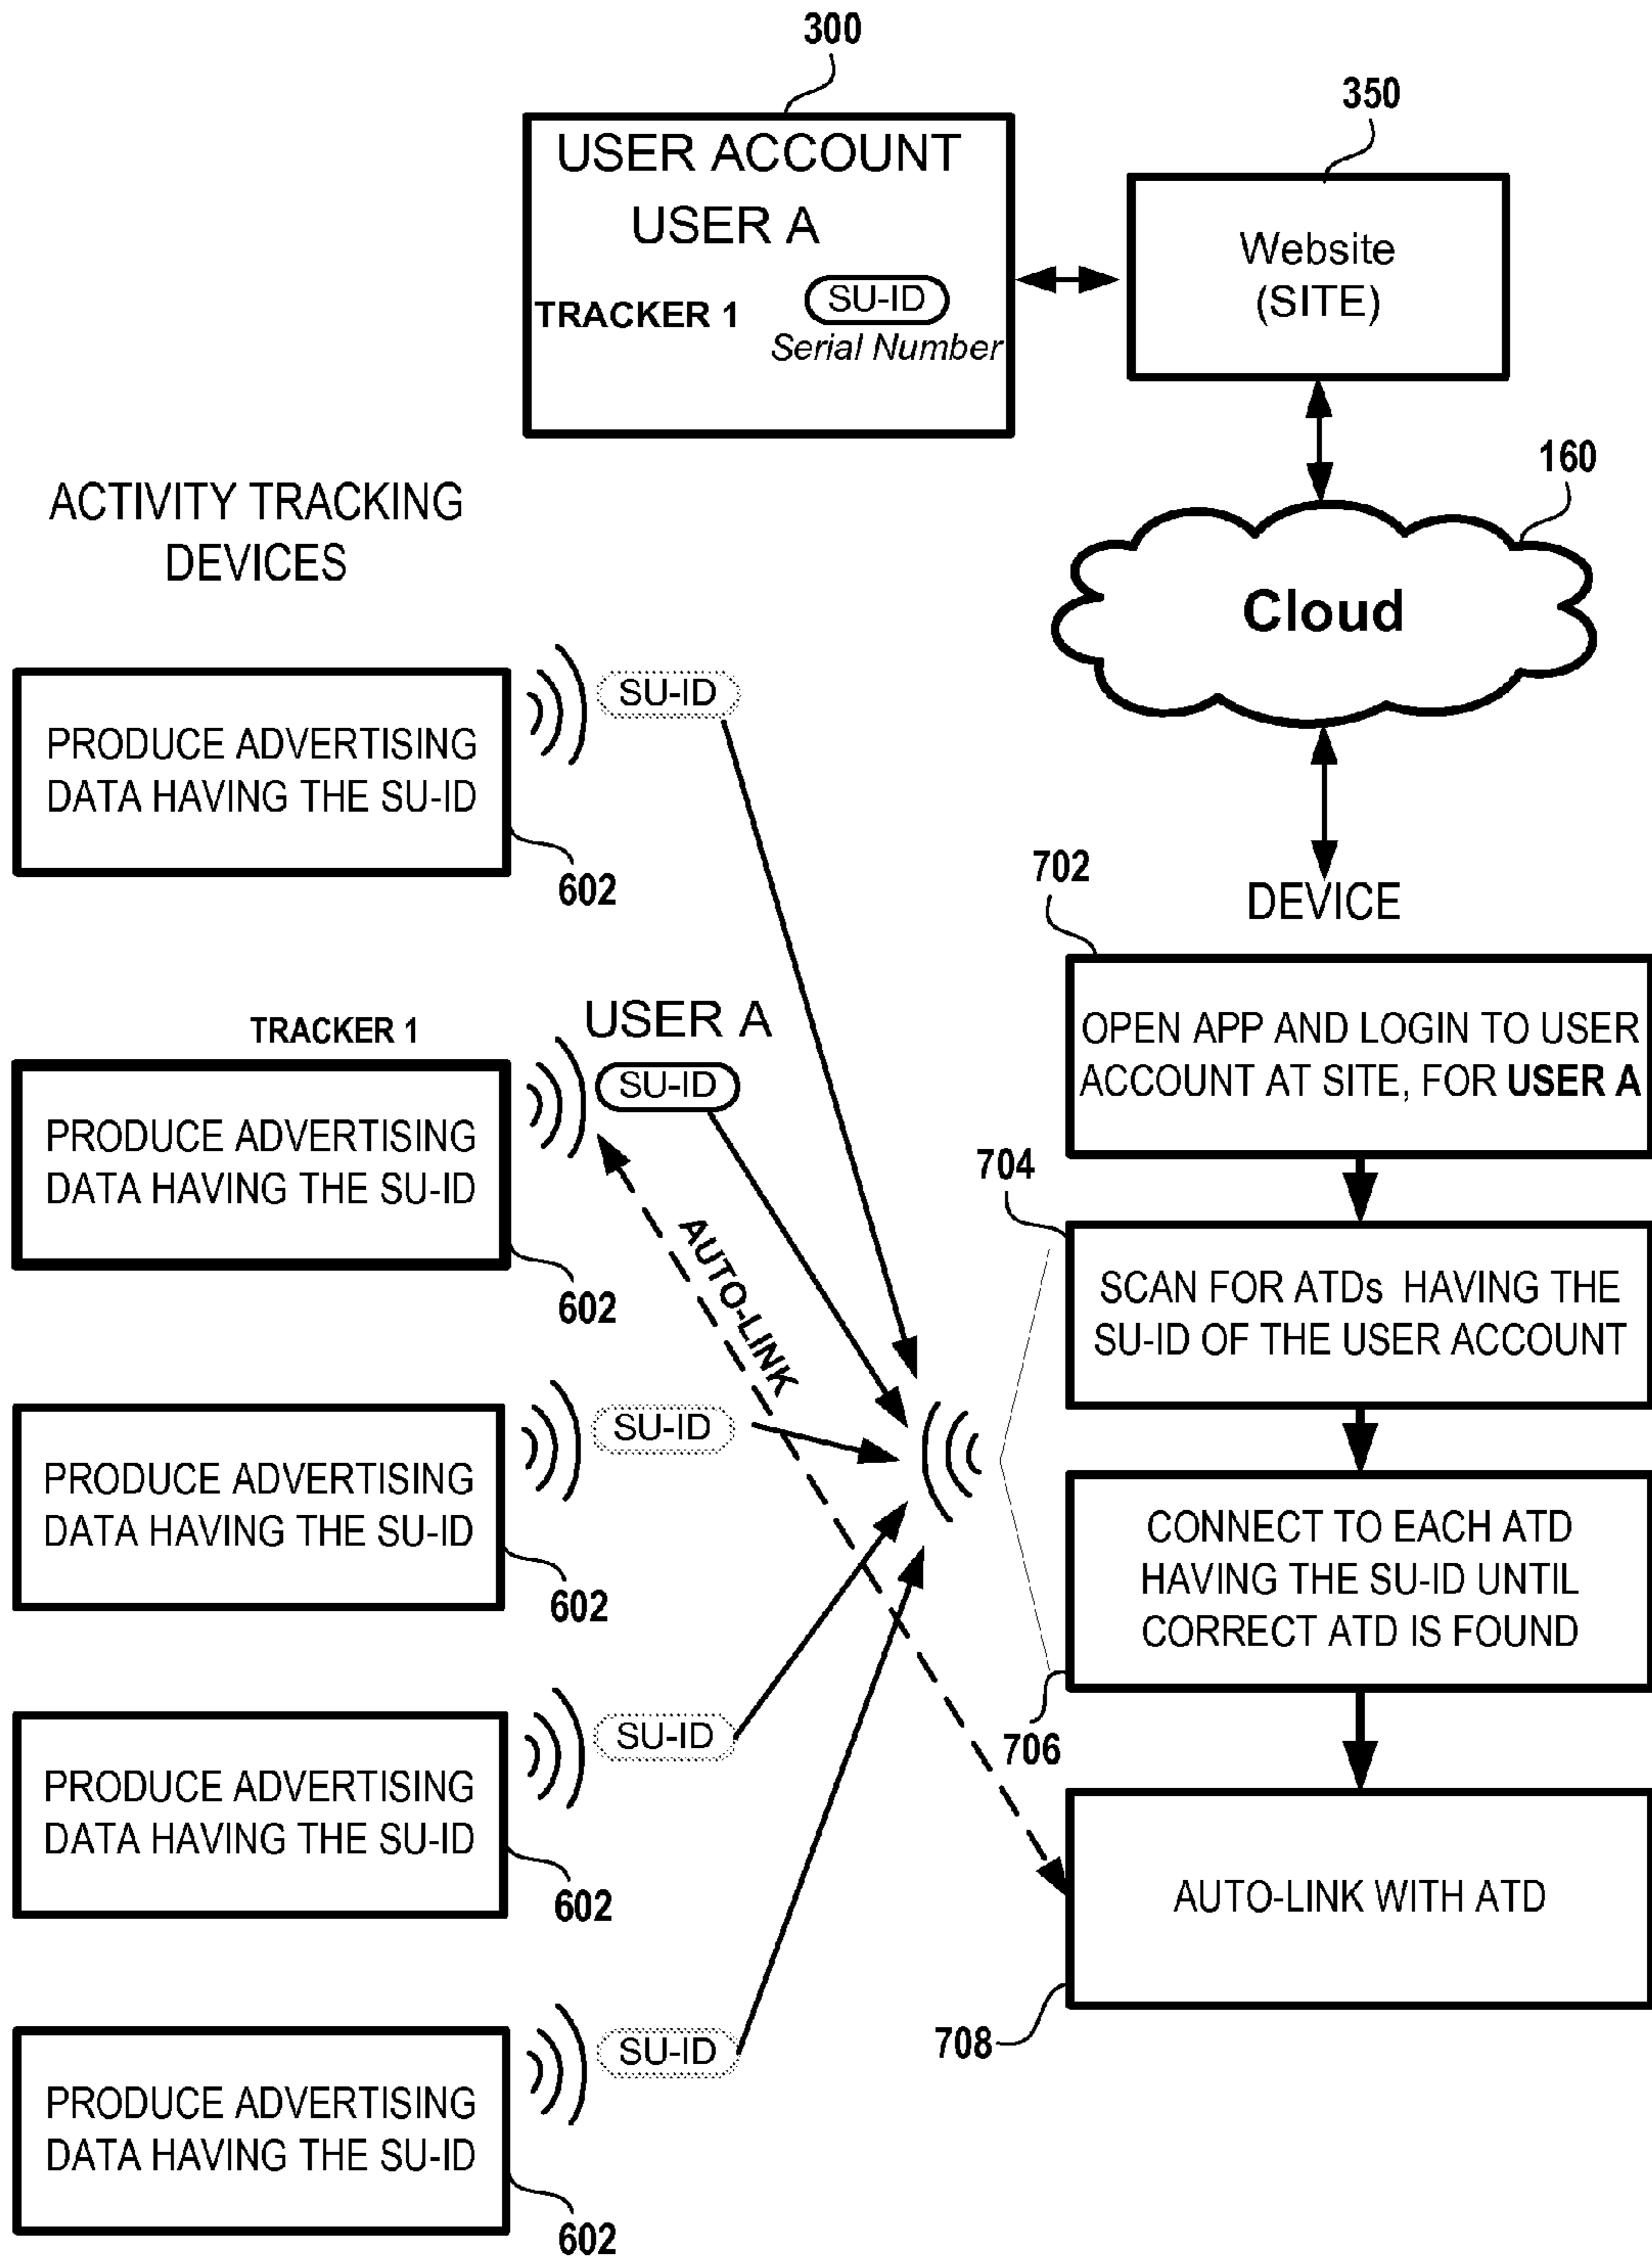 300
350
USER ACCOUNT
USER A
TRACKER 1
SU-ID
Serial Number
Website
(SITE)
160
Cloud
ACTIVITY TRACKING
DEVICES
SU-ID
PRODUCE ADVERTISING
DATA HAVING THE SU-ID
602
TRACKER 1
USER A
SU-ID
PRODUCE ADVERTISING
DATA HAVING THE SU-ID
602
AUTO-LINK
SU-ID
PRODUCE ADVERTISING
DATA HAVING THE SU-ID
602
SU-ID
PRODUCE ADVERTISING
DATA HAVING THE SU-ID
602
SU-ID
PRODUCE ADVERTISING
DATA HAVING THE SU-ID
602
DEVICE
702
OPEN APP AND LOGIN TO USER
ACCOUNT AT SITE, FOR USER A
704
SCAN FOR ATDs HAVING THE
SU-ID OF THE USER ACCOUNT
CONNECT TO EACH ATD
HAVING THE SU-ID UNTIL
CORRECT ATD IS FOUND
706
AUTO-LINK WITH ATD
708